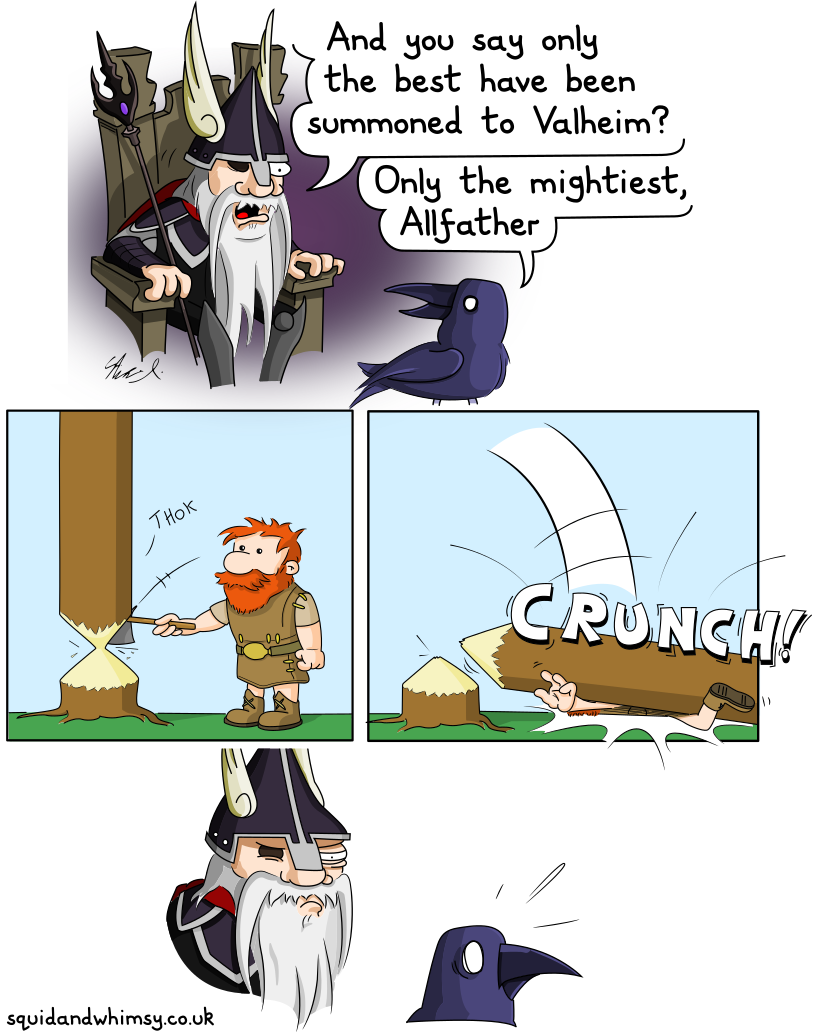 And you say only
the best have been
summoned to Valheim?
Only the mightiest,
Allfather
THOK
CRUNCH!
squidandwhimsy.co.uk